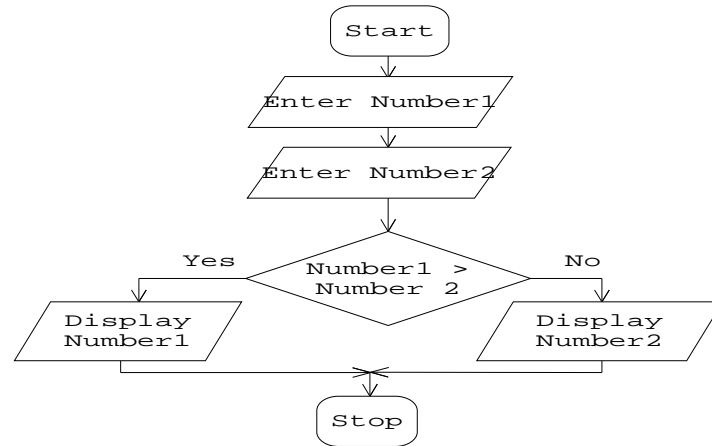 Start
Enter Number1
Enter Number2
Yes
Number1 >
Number 2
No
Display
Number1
Display
Number2
Stop